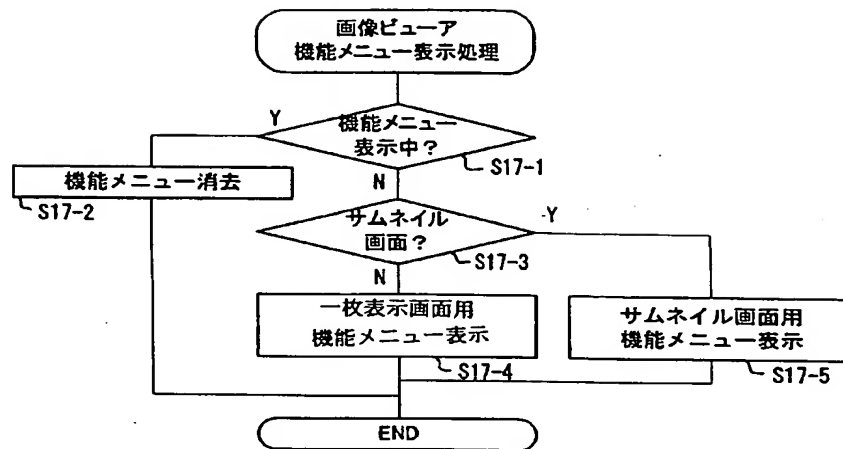 画像ビューア
機能メニュー表示処理
Y
機能メニュー
表示中？
S17-1
N
機能メニュー消去
S17-2
サムネイル
画面？
Y
S17-3
N
一枚表示画面用
機能メニュー表示
S17-4
サムネイル画面用
機能メニュー表示
S17-5
END